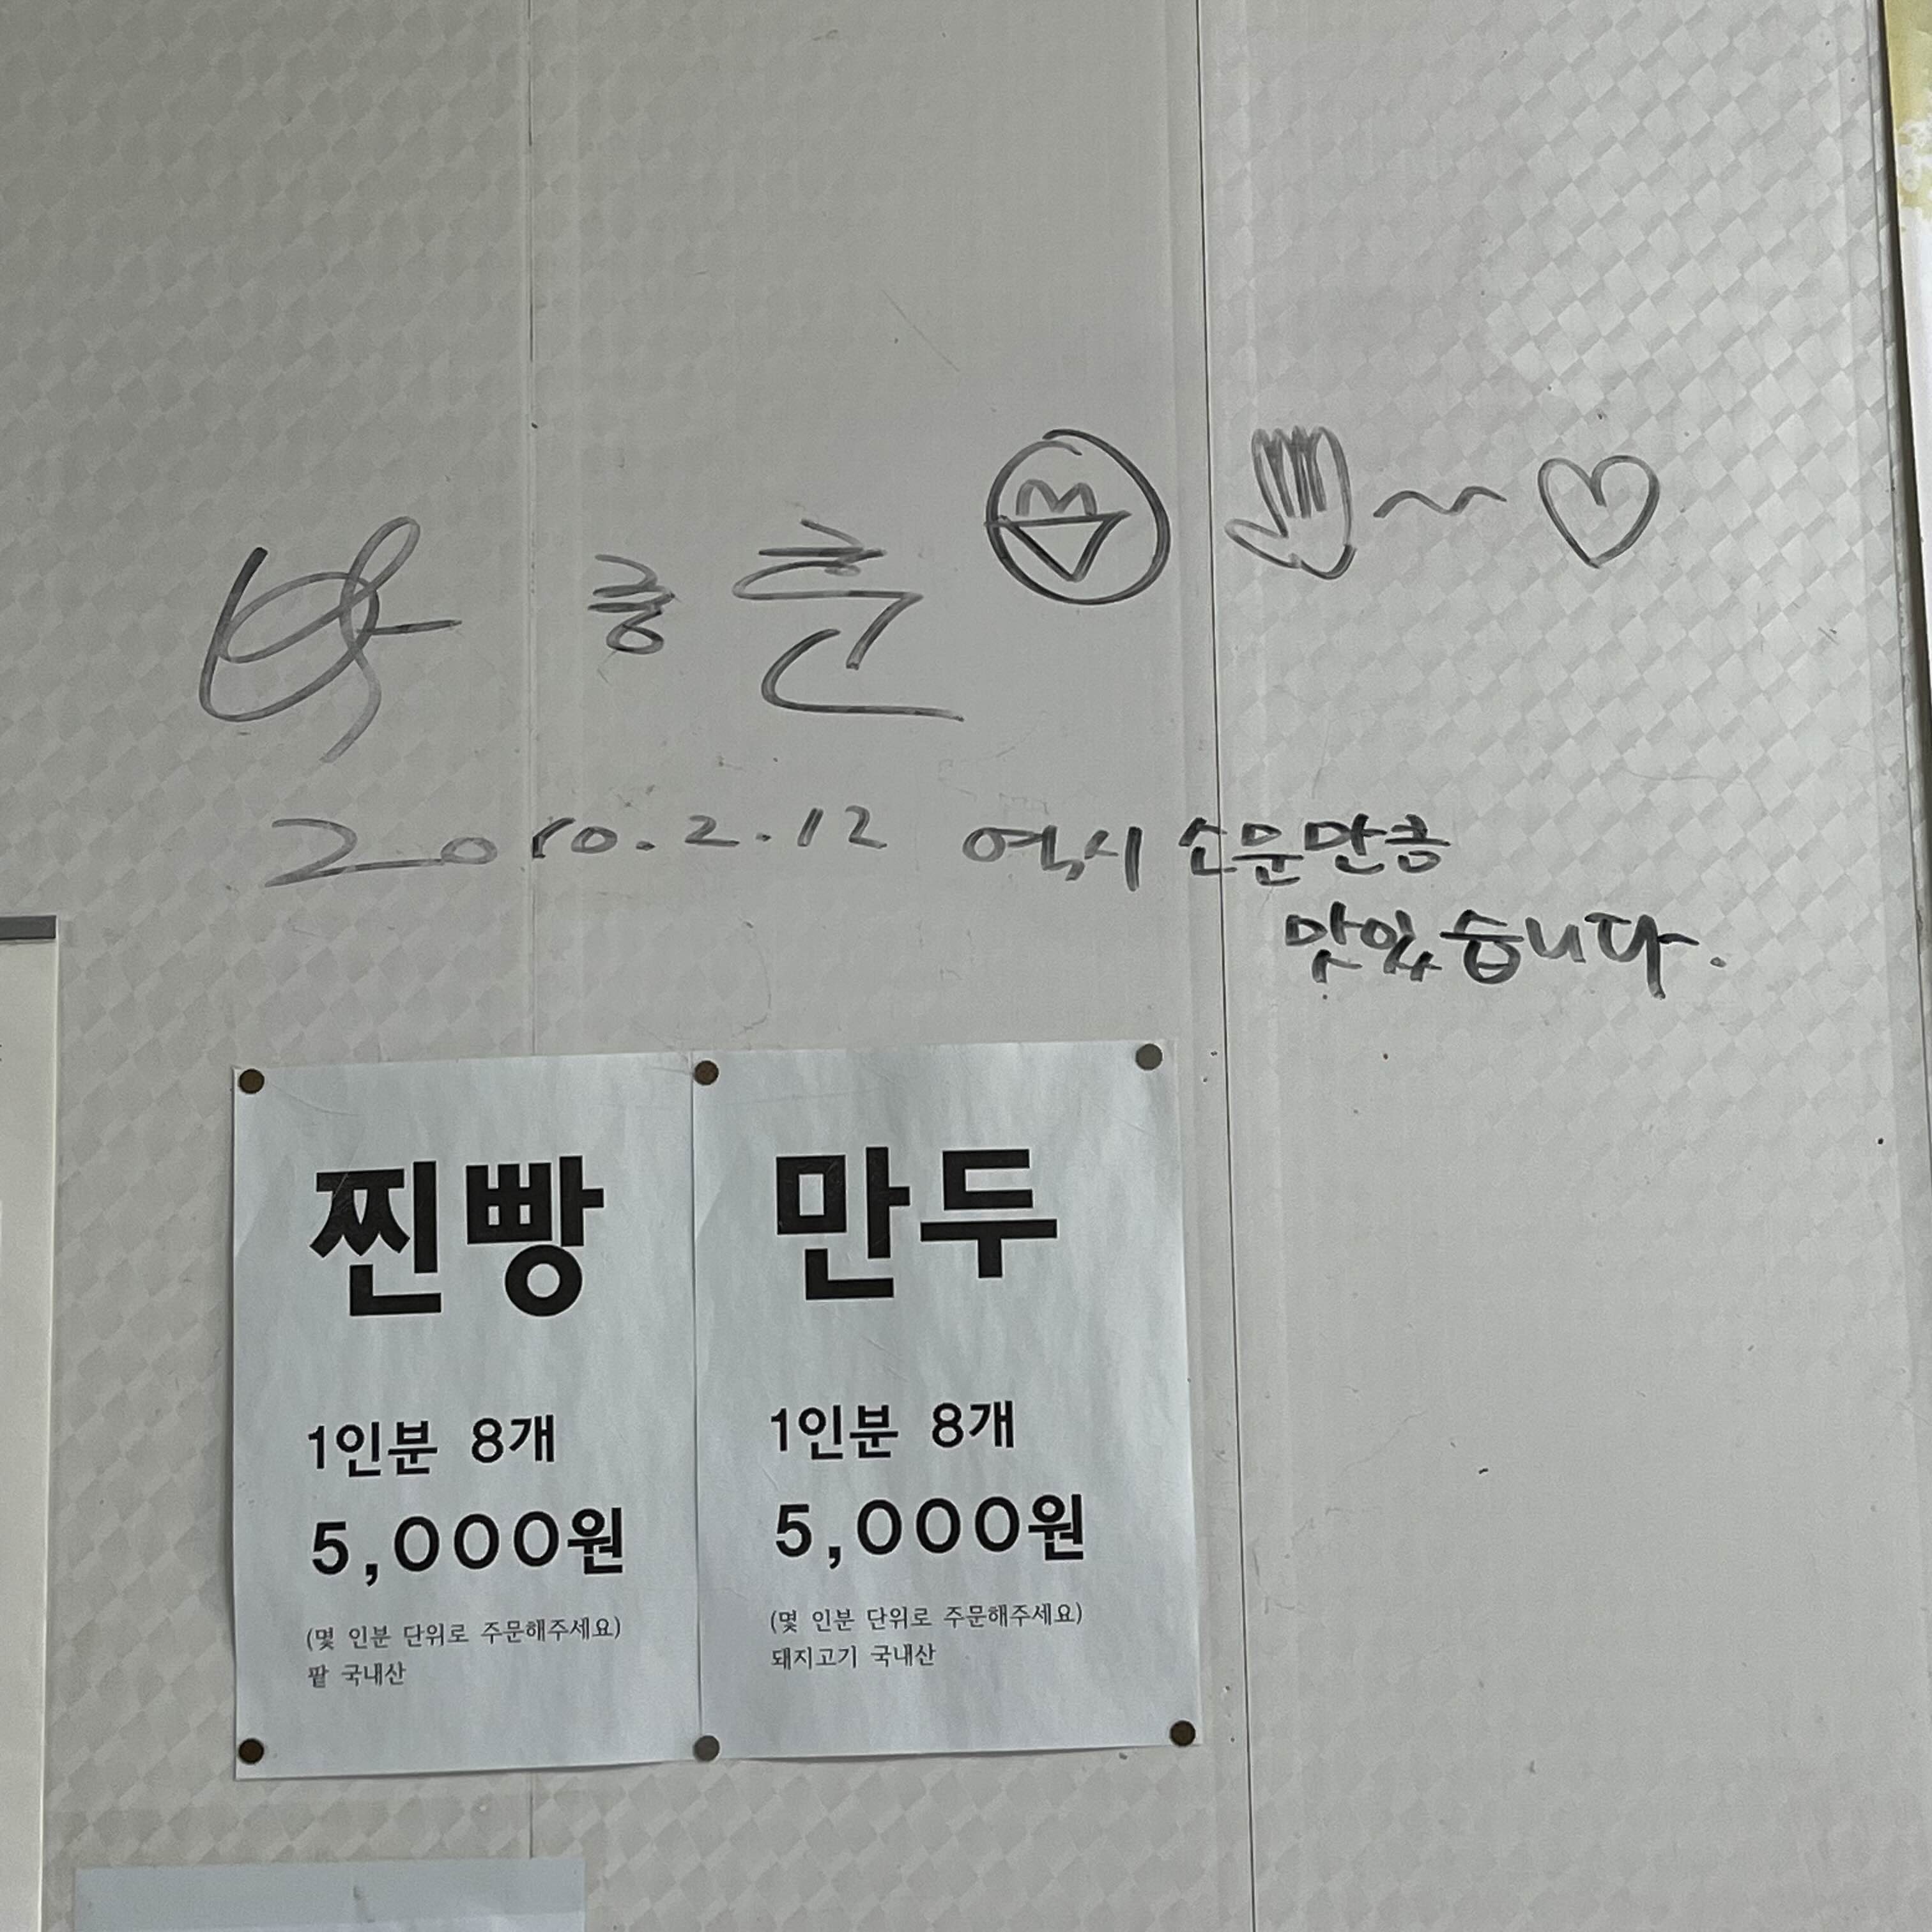 박흥준
2010.2.12 역시 소문만큼
맛있습니다.
찐빵
1인분 8개
5,000원
(몇 인분 단위로 주문해주세요)
팥 국내산
만두
1인분 8개
5,000원
(몇 인분 단위로 주문해주세요)
돼지고기 국내산